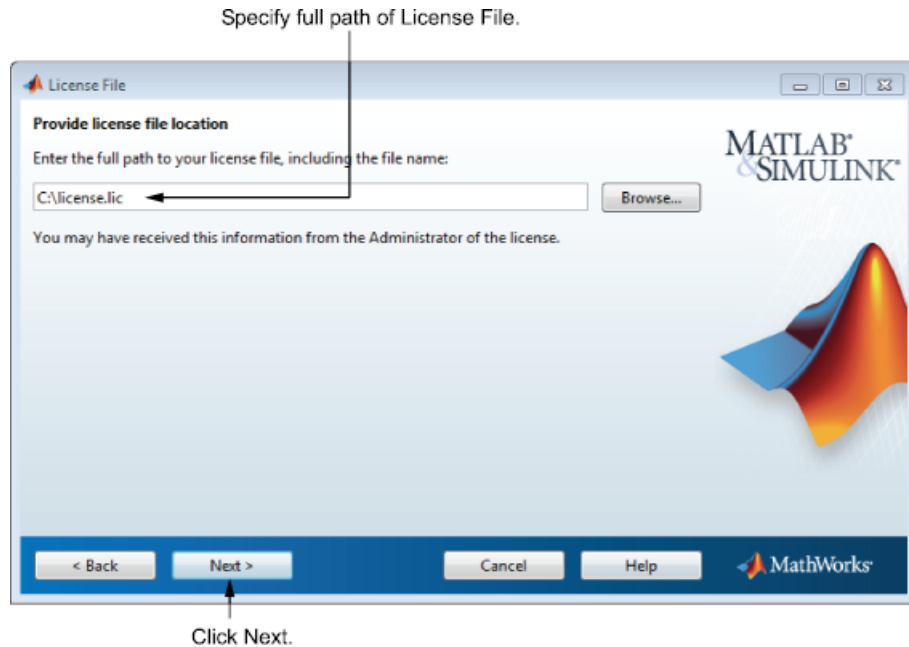 Specify full path of License File.
License File
Provide license file location
Enter the full path to your license file, including the file name:
C:\license.lic
Browse...
You may have received this information from the Administrator of the license.
MATLAB®
&SIMULINK®
< Back
Next >
Cancel
Help
MathWorks®
Click Next.